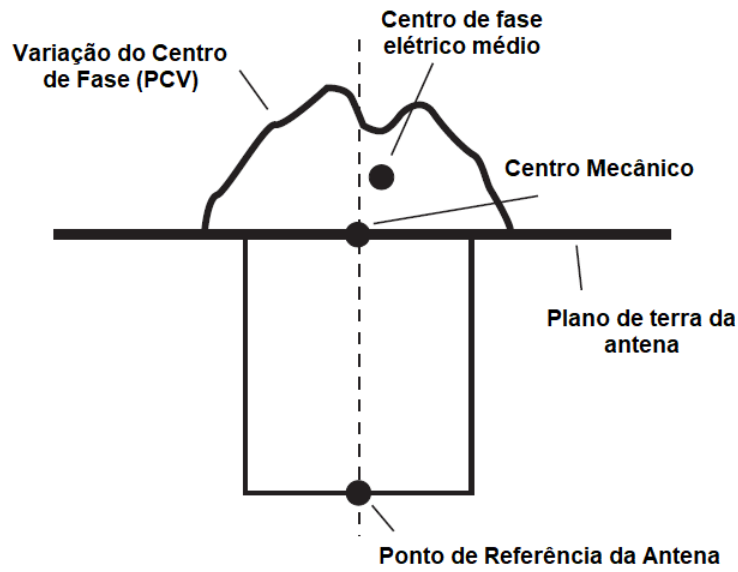 Centro de fase
elétrico médio
Variação do Centro
de Fase (PCV)
Centro Mecânico
Plano de terra da
antena
Ponto de Referência da Antena